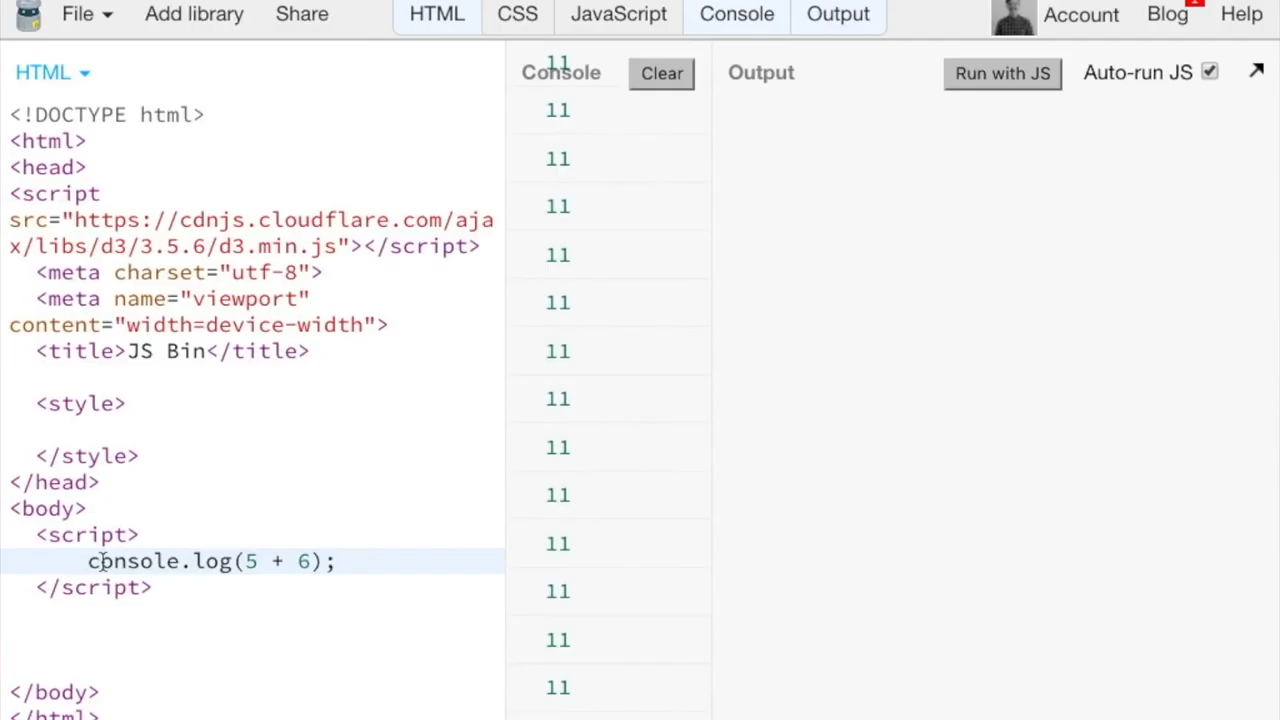 File Add library Share HTML CSS JavaScript Console Output Account Blog 1 Help
HTML
<!DOCTYPE html>
<html>
<head>
<script
src="https://cdnjs.cloudflare.com/aja
x/libs/d3/3.5.6/d3.min.js"></script>
<meta charset="utf-8">
<meta name="viewport"
content="width=device-width">
<title>JS Bin</title>
<style>
</style>
</head>
<body>
<script>
console.log(5 + 6);
</script>
</body>
</html>
Console Clear
11
11
11
11
11
11
11
11
11
11
11
11
11
11
Output Run with JS Auto-run JS